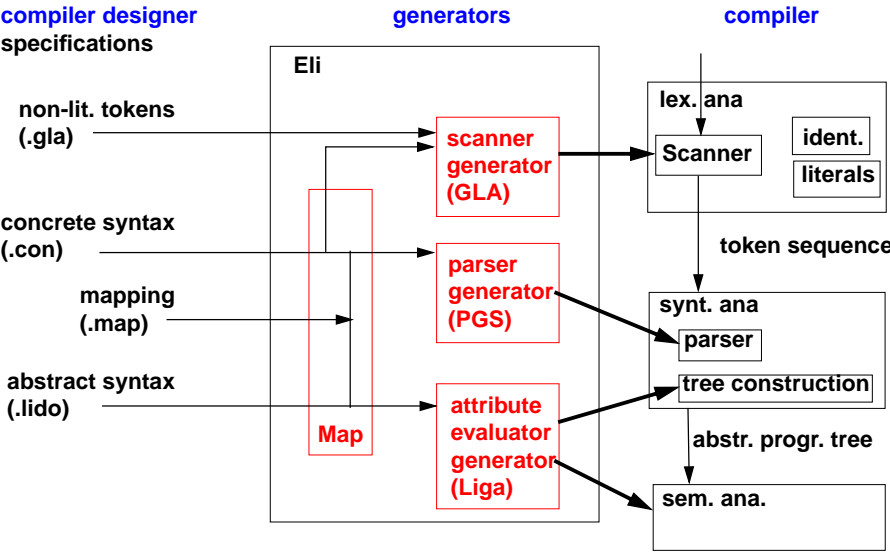 compiler designer
specifications
generators
compiler
Eli
non-lit. tokens
(.gla)
scanner
generator
(GLA)
lex. ana
Scanner
ident.
literals
concrete syntax
(.con)
token sequence
mapping
(.map)
parser
generator
(PGS)
synt. ana
parser
tree construction
abstract syntax
(.lido)
Map
attribute
evaluator
generator
(Liga)
abstr. progr. tree
sem. ana.